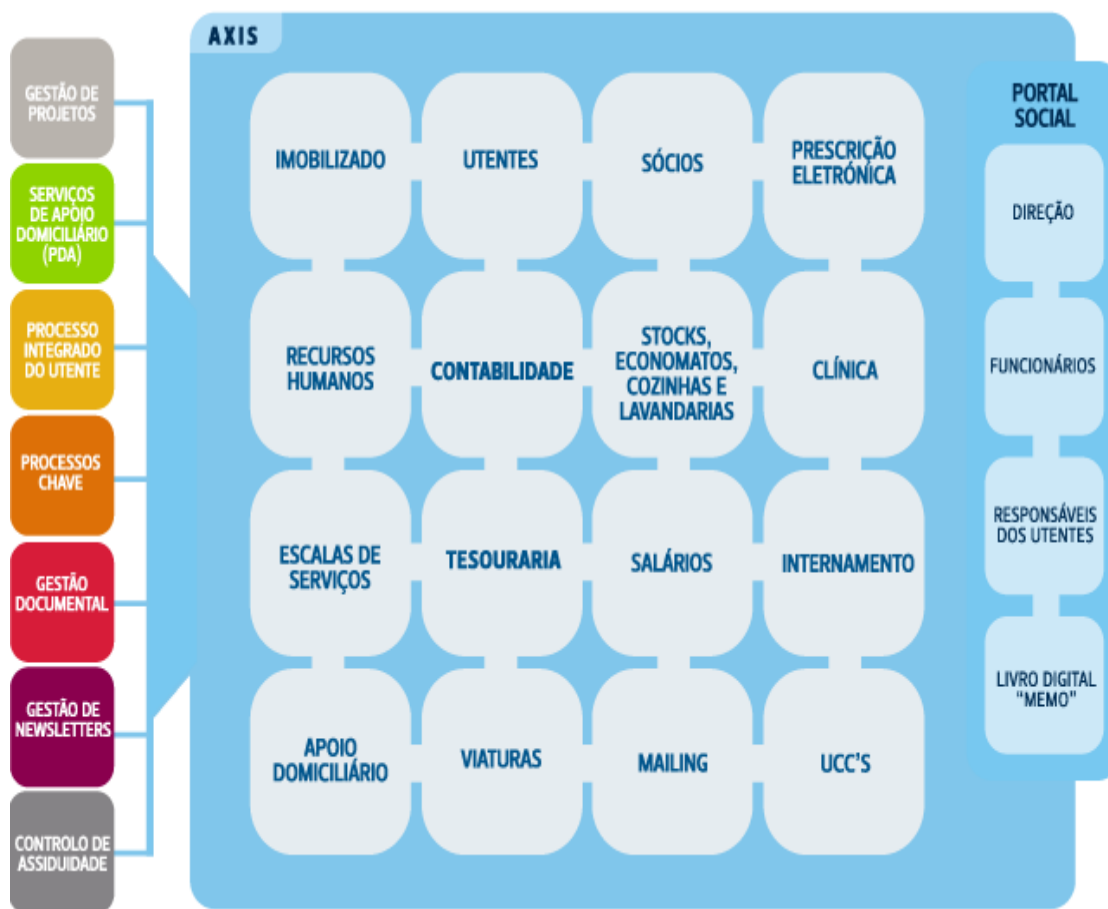 AXIS
GESTÃO DE
PROJETOS
SERVIÇOS
DE APOIO
DOMICILIÁRIO
(PDA)
PROCESSO
INTEGRADO
DO UTENTE
PROCESSOS
CHAVE
GESTÃO
DOCUMENTAL
GESTÃO DE
NEWSLETTERS
CONTROLO DE
ASSIDUIDADE
IMOBILIZADO
UTENTES
SÓCIOS
PRESCRIÇÃO
ELETRÓNICA
RECURSOS
HUMANOS
CONTABILIDADE
STOCKS,
ECONOMATOS,
COZINHAS E
LAVANDARIAS
CLÍNICA
ESCALAS DE
SERVIÇOS
TESOURARIA
SALÁRIOS
INTERNAMENTO
APOIO
DOMICILIÁRIO
VIATURAS
MAILING
UCC'S
PORTAL
SOCIAL
DIREÇÃO
FUNCIONÁRIOS
RESPONSÁVEIS
DOS UTENTES
LIVRO DIGITAL
"MEMO"